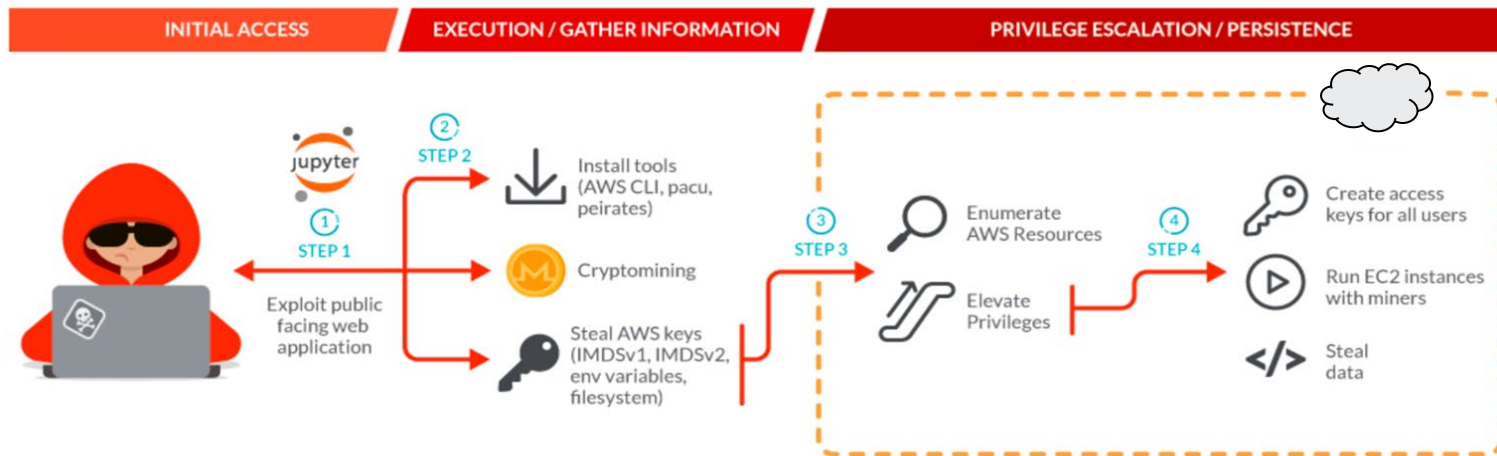 INITIAL ACCESS
EXECUTION / GATHER INFORMATION
PRIVILEGE ESCALATION / PERSISTENCE
jupyter
1
STEP 1
Exploit public
facing web
application
2
STEP 2
Install tools
(AWS CLI, pacu,
peirates)
Cryptomining
Steal AWS keys
(IMDSv1, IMDSv2,
env variables,
filesystem)
3
STEP 3
Enumerate
AWS Resources
Elevate
Privileges
4
STEP 4
Create access
keys for all users
Run EC2 instances
with miners
</>
Steal
data